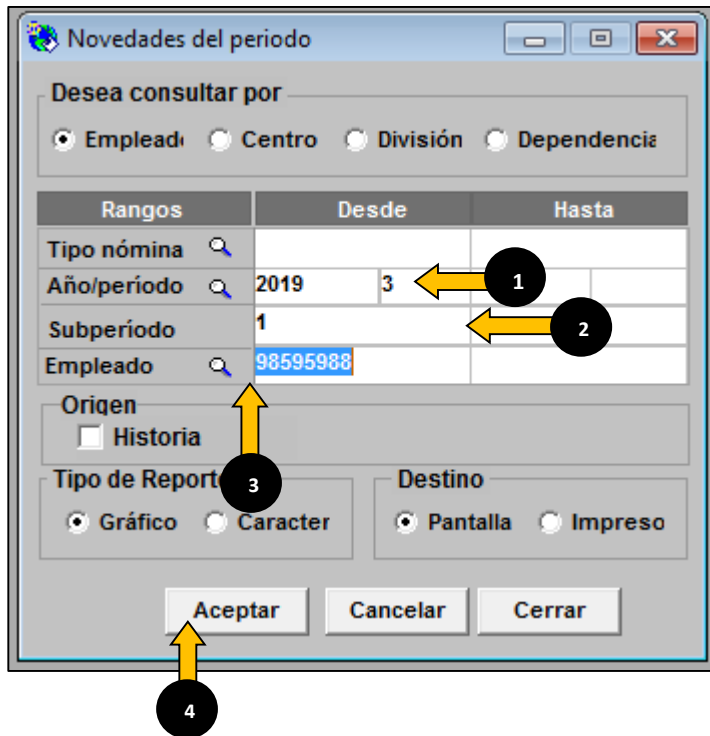 Novedades del periodo
Desea consultar por
Emplead Centro División Dependencia
Rangos Desde Hasta
Tipo nómina
Año/período 2019 3 1
Subperíodo 1 2
Empleado 98595988
Origen
Historia
3
Tipo de Report Destino
Gráfico Caracter Pantalla Impreso
Aceptar Cancelar Cerrar
4